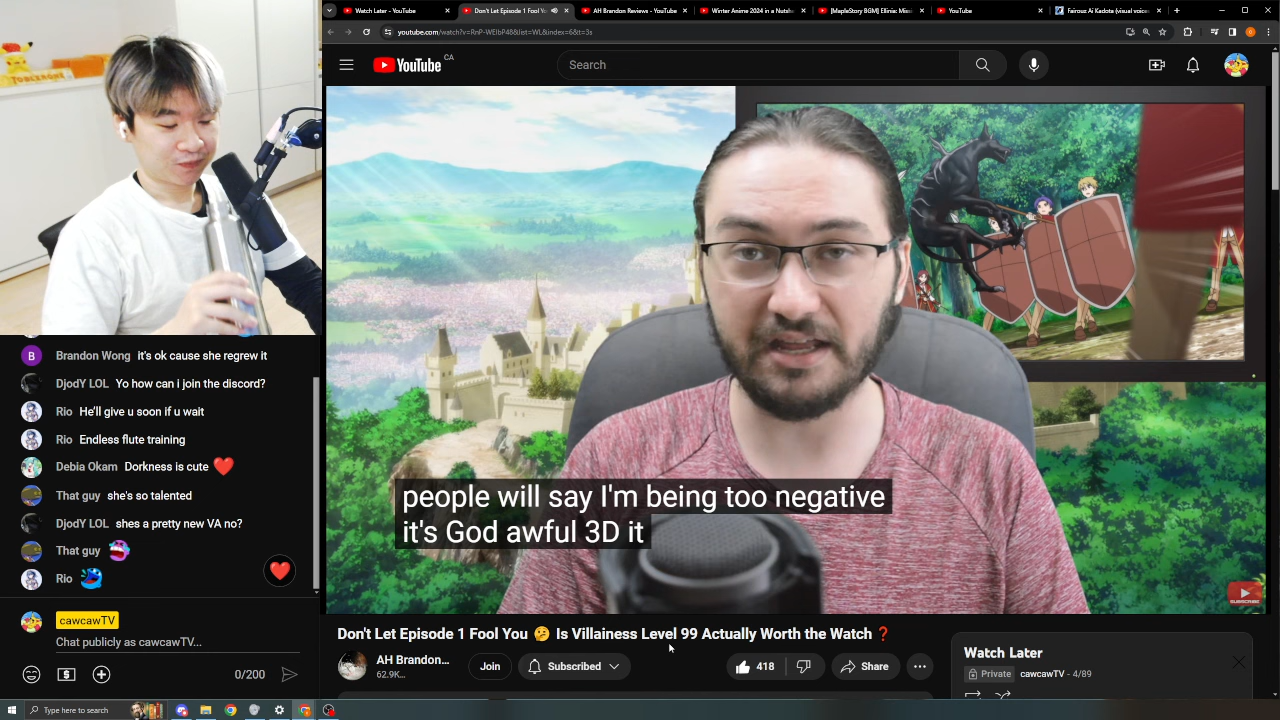 Watch Later - YouTube
Don't Let Episode 1 Fool Yo
AH Brandon Reviews - YouTube
Winter Anime 2024 in a Nutsh
[MapleStory BGM] Ellinia: Miss
YouTube
Fairouz Ai Kadota (visual voice
youtube.com/watch?v=RnP-WEIbP48&list=WL&index=6&t=3s
YouTube CA
Search
TOBLERONE
people will say I'm being too negative
it's God awful 3D it
SUBSCRIBE
Brandon Wong it's ok cause she regrew it
DjodY LOL Yo how can i join the discord?
Rio He'll give u soon if u wait
Rio Endless flute training
Debia Okam Dorkness is cute
That guy she's so talented
DjodY LOL shes a pretty new VA no?
That guy
Rio
cawcawTV
Chat publicly as cawcawTV...
0/200
Don't Let Episode 1 Fool You 🤔 Is Villainess Level 99 Actually Worth the Watch ❓
AH Brandon...
62.9K...
Join
Subscribed
418
Share
Watch Later
Private cawcawTV - 4/89
Type here to search